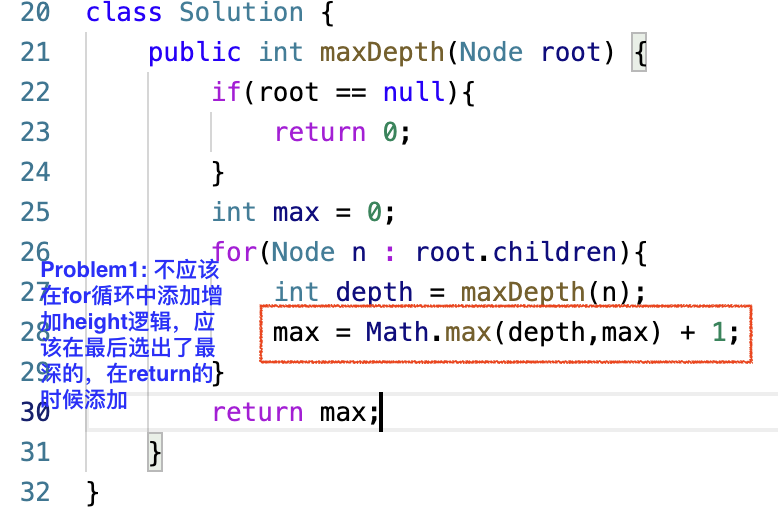 20 class Solution {
21 public int maxDepth(Node root) {
22 if(root == null){
23 return 0;
24 }
25 int max = 0;
26 for(Node n : root.children){
27 int depth = maxDepth(n);
28 max = Math.max(depth,max) + 1;
29 }
30 return max;
31 }
32 }
Problem1: 不应该
在for循环中添加增
加height逻辑，应
该在最后选出了最
深的，在return的
时候添加